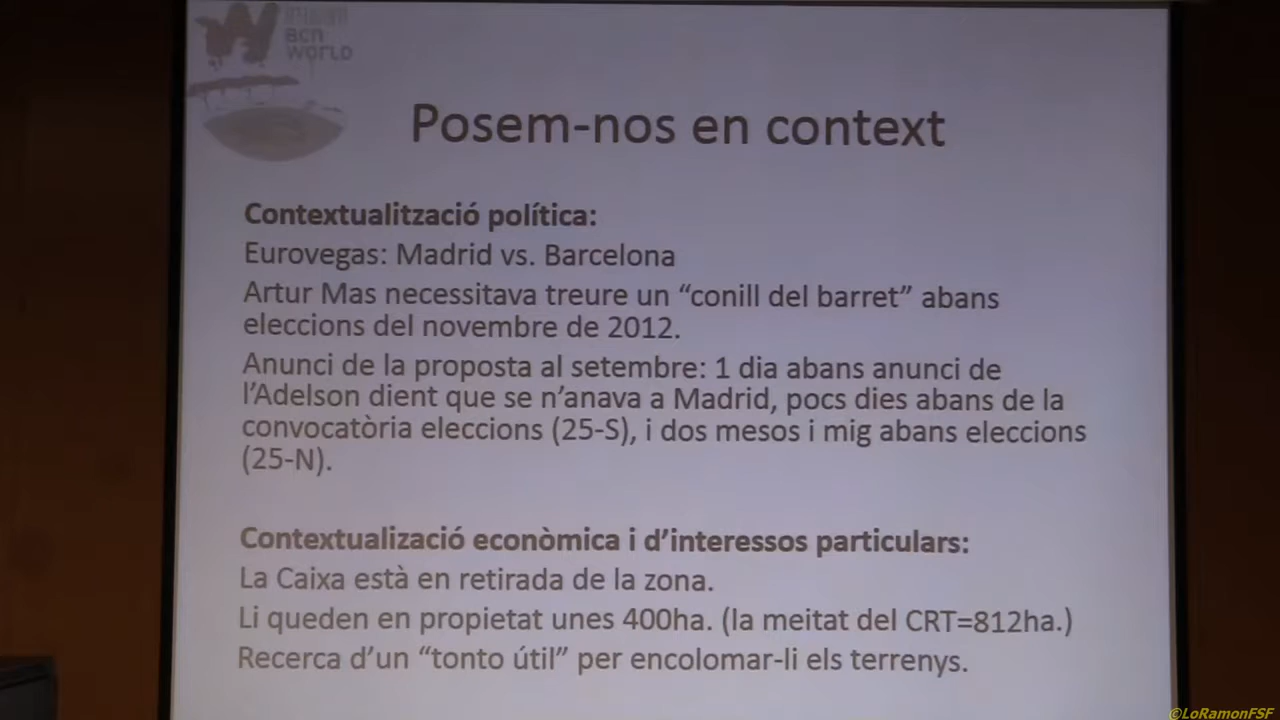 BCN
WORLD
Posem-nos en context
Contextualització política:
Eurovegas: Madrid vs. Barcelona
Artur Mas necessitava treure un “conill del barret” abans
eleccions del novembre de 2012.
Anunci de la proposta al setembre: 1 dia abans anunci de
l’Adelson dient que se n’anava a Madrid, pocs dies abans de la
convocatòria eleccions (25-S), i dos mesos i mig abans eleccions
(25-N).
Contextualizació econòmica i d’interessos particulars:
La Caixa està en retirada de la zona.
Li queden en propietat unes 400ha. (la meitat del CRT=812ha.)
Recerca d’un “tonto útil” per encolomar-li els terrenys.
©LoRamonFSF